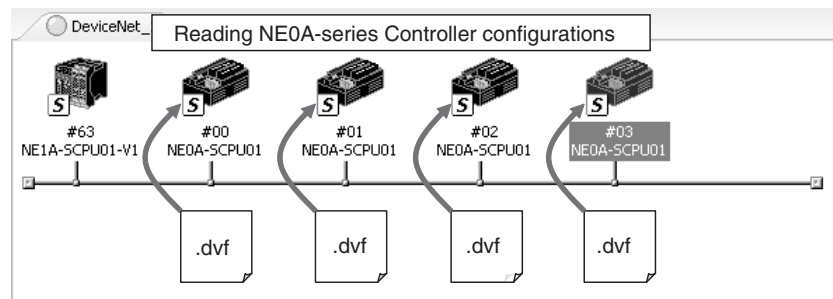 DeviceNet_
Reading NE0A-series Controller configurations
S
S
S
S
S
#63
NE1A-SCPU01-V1
#00
NE0A-SCPU01
#01
NE0A-SCPU01
#02
NE0A-SCPU01
#03
NE0A-SCPU01
.dvf
.dvf
.dvf
.dvf